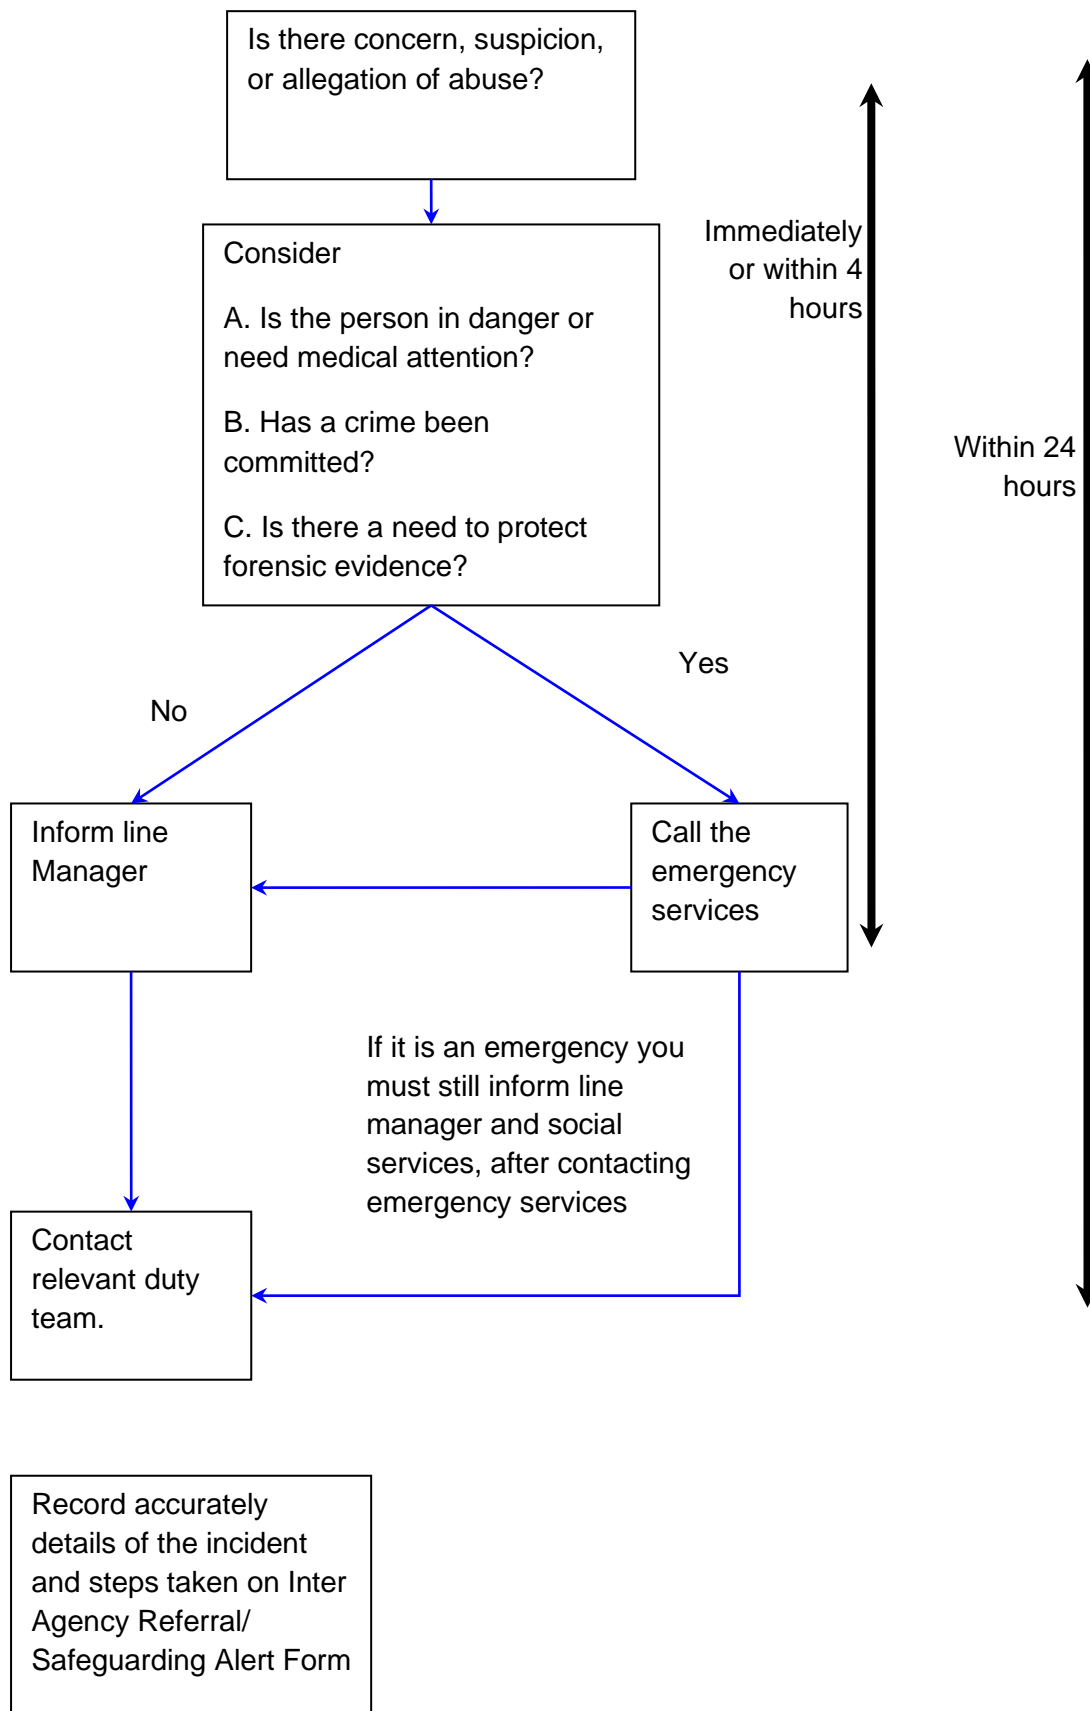 Is there concern, suspicion,
or allegation of abuse?
Consider
A. Is the person in danger or
need medical attention?
B. Has a crime been
committed?
C. Is there a need to protect
forensic evidence?
Immediately
or within 4
hours
Within 24
hours
Yes
No
Inform line
Manager
Call the
emergency
services
If it is an emergency you
must still inform line
manager and social
services, after contacting
emergency services
Contact
relevant duty
team.
Record accurately
details of the incident
and steps taken on Inter
Agency Referral/
Safeguarding Alert Form